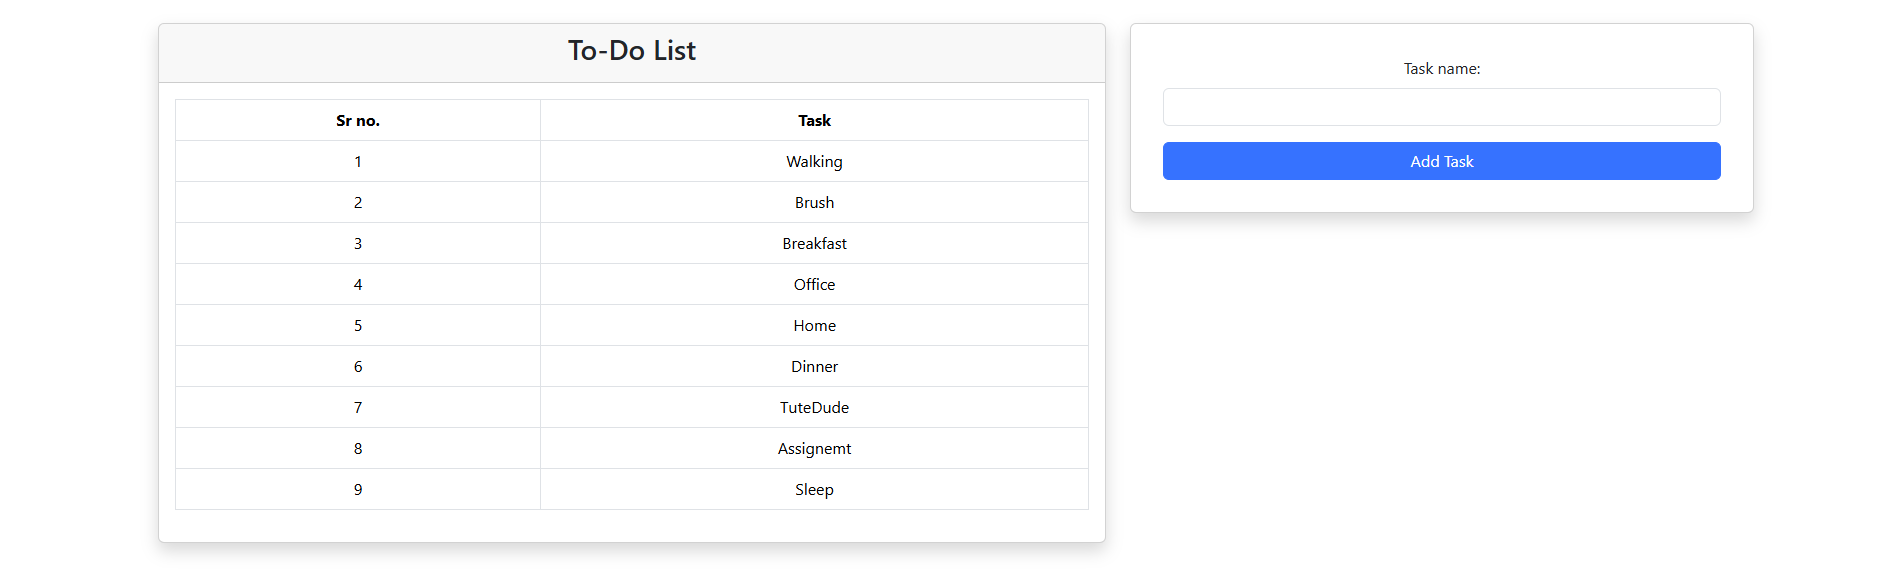 To-Do List
Sr no. Task
1 Walking
2 Brush
3 Breakfast
4 Office
5 Home
6 Dinner
7 TuteDude
8 Assignemt
9 Sleep
Task name:
Add Task